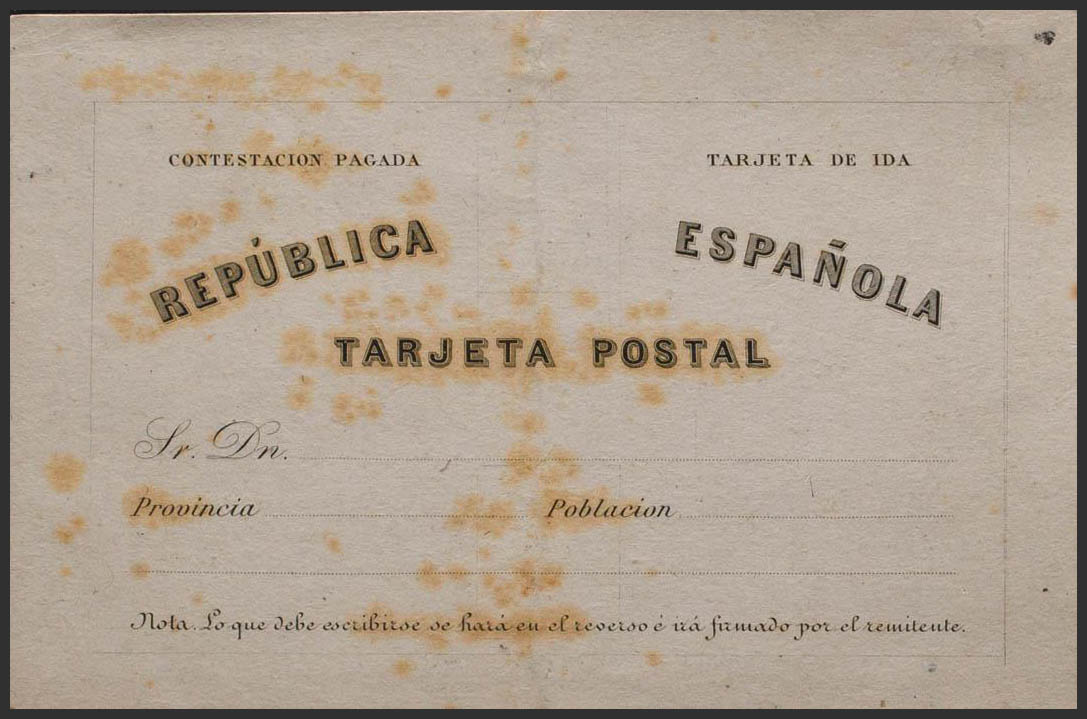 CONTESTACION PAGADA TARJETA DE IDA
REPÚBLICA ESPAÑOLA
TARJETA POSTAL
Sr. Dn.
Provincia Poblacion
Nota. Lo que debe escribirse se hará en el reverso é irá firmado por el remitente.